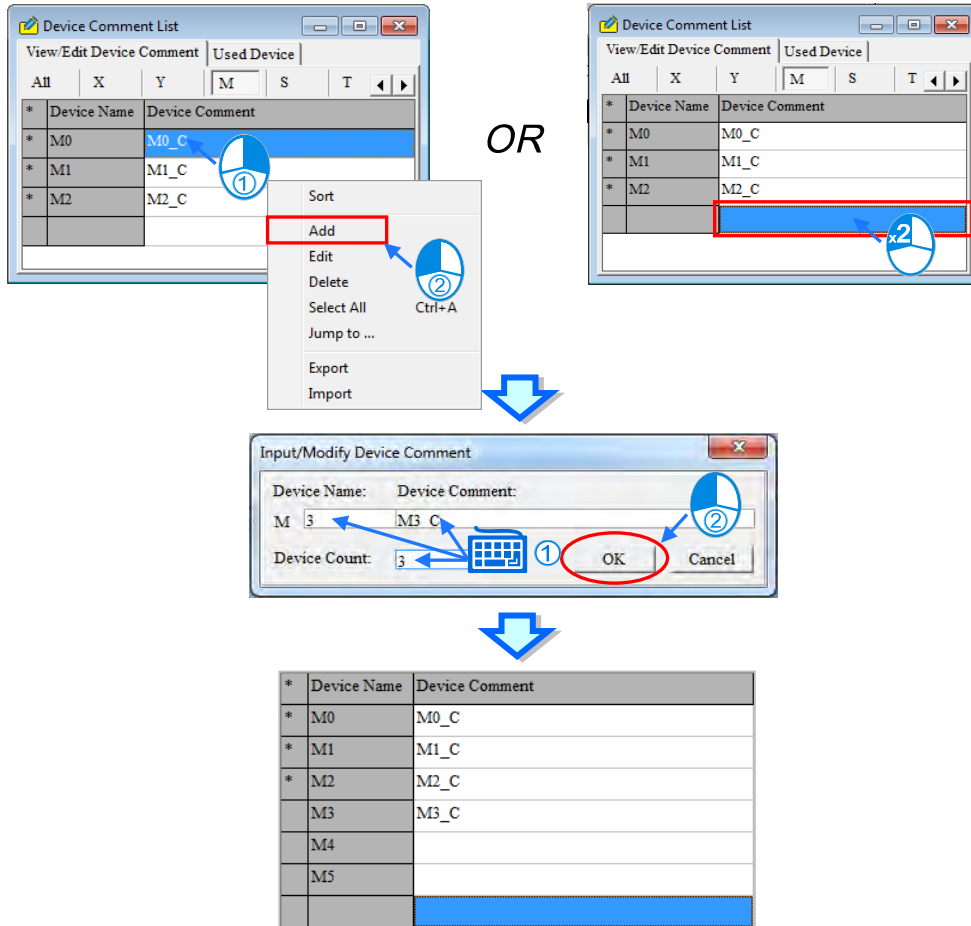 Device Comment List
View/Edit Device Comment Used Device
All X Y M S T
* Device Name Device Comment
* M0 M0_C
* M1 M1_C
* M2 M2_C
①
Sort
Add
Edit
Delete
Select All Ctrl+A
Jump to ...
Export
Import
②
OR
Device Comment List
View/Edit Device Comment Used Device
All X Y M S T
* Device Name Device Comment
* M0 M0_C
* M1 M1_C
* M2 M2_C
x2
Input/Modify Device Comment
Device Name: Device Comment:
M 3 M3_C
②
Device Count: 3 ① OK Cancel
* Device Name Device Comment
* M0 M0_C
* M1 M1_C
* M2 M2_C
M3 M3_C
M4
M5